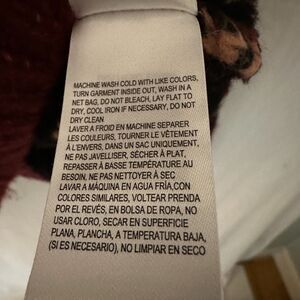 MACHINE WASH COLD WITH LIKE COLORS,
TURN GARMENT INSIDE OUT, WASH IN A
NET BAG, DO NOT BLEACH, LAY FLAT TO
DRY, COOL IRON IF NECESSARY, DO NOT
DRY CLEAN
LAVER A FROID EN MACHINE SEPARER
LES COULEURS, TOURNER LE VÊTEMENT
À L'ENVERS, DANS UN SAC UNIQUEMENT,
NE PAS JAVELLISER, SÉCHER À PLAT,
REPASSER À BASSE TEMPÉRATURE AU
BESOIN, NE PAS NETTOYER À SEC
LAVAR A MÁQUINA EN AGUA FRÍA,CON
COLORES SIMILARES, VOLTEAR PRENDA
POR EL REVÉS, EN BOLSA DE ROPA, NO
USAR CLORO, SECAR EN SUPERFICIE
PLANA, PLANCHA, A TEMPERATURA BAJA,
(SI ES NECESARIO), NO LIMPIAR EN SECO